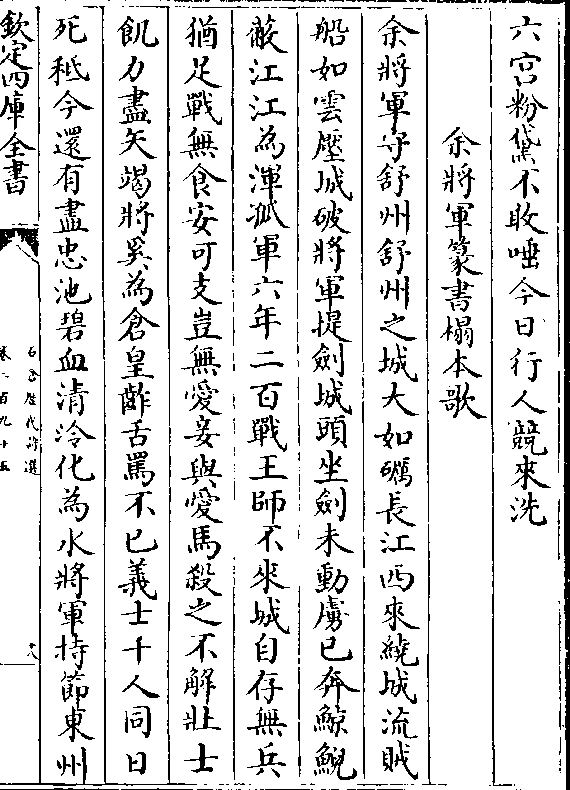 六宮粉黛不敢唾今日行人競來洗
余將軍篆書榻本歌
余將軍守舒州舒州之城大如礪長江西來繞城流賊
船如雲壓城破將軍提劍城頭坐劍未動虜已奔鯨鯢
蔽江江為渾孤軍六年二百戰王師不來城自存無兵
猶足戰無食安可支豈無愛妾與愛馬殺之不解壯士
飢力盡矢竭將奚為倉皇齚舌罵不已義士千人同日
死秪今還有盡忠池碧血清泠化為水將軍持節東州
欽定四庫全書
石倉歷代詩選
卷二百九十五
十八